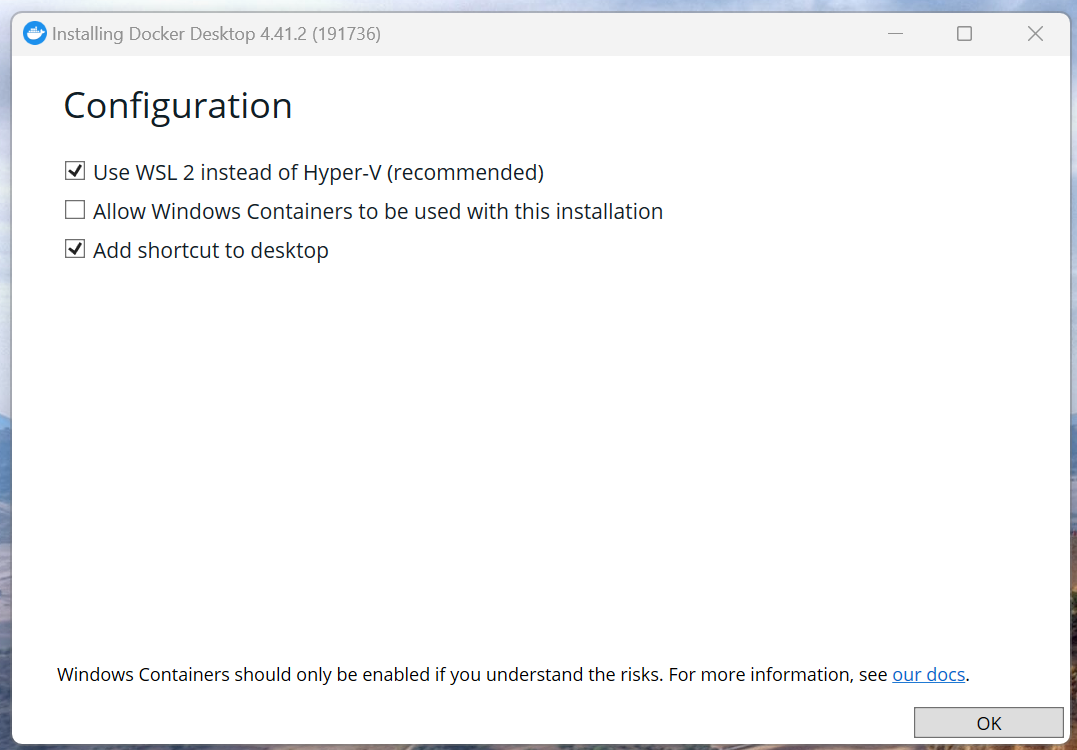 Installing Docker Desktop 4.41.2 (191736)
Configuration
Use WSL 2 instead of Hyper-V (recommended)
Allow Windows Containers to be used with this installation
Add shortcut to desktop
Windows Containers should only be enabled if you understand the risks. For more information, see our docs.
OK